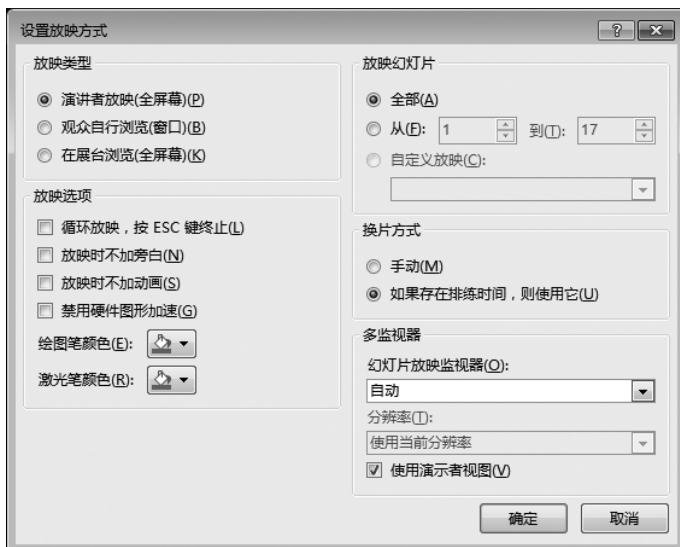 设置放映方式
放映类型
演讲者放映(全屏幕)(P)
观众自行浏览(窗口)(B)
在展台浏览(全屏幕)(K)
放映选项
循环放映，按 ESC 键终止(L)
放映时不加旁白(N)
放映时不加动画(S)
禁用硬件图形加速(G)
绘图笔颜色(E):
激光笔颜色(R):
放映幻灯片
全部(A)
从(F): 1 到(T): 17
自定义放映(C):
换片方式
手动(M)
如果存在排练时间，则使用它(U)
多监视器
幻灯片放映监视器(O):
自动
分辨率(T):
使用当前分辨率
使用演示者视图(V)
确定 取消